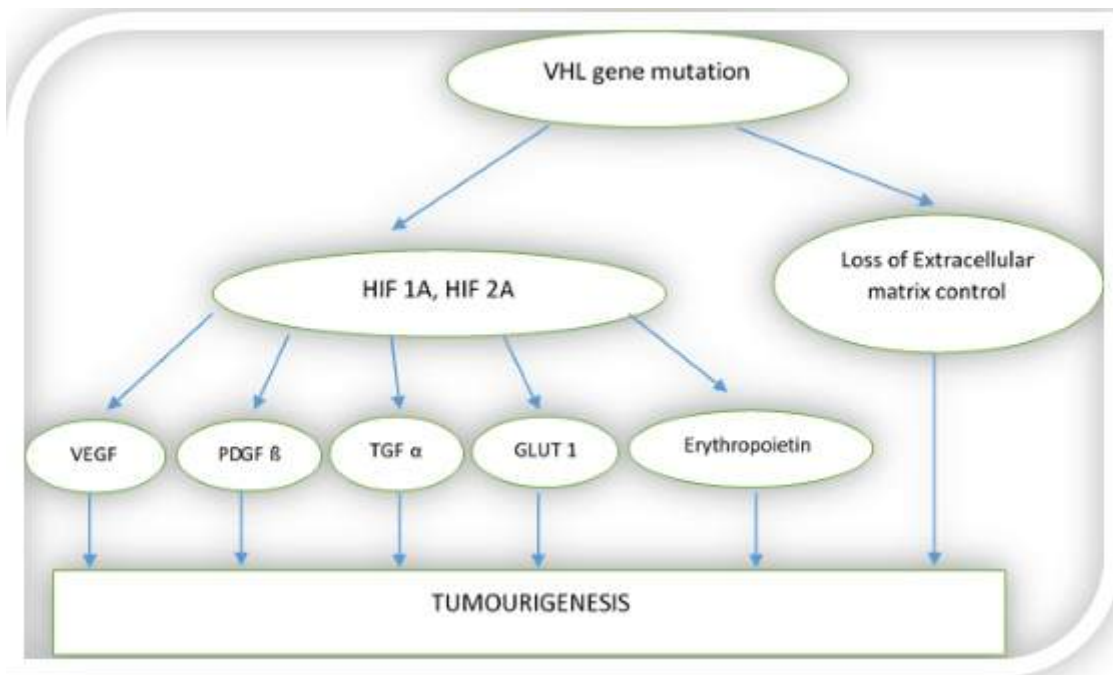 VHL gene mutation
HIF 1A, HIF 2A
Loss of Extracellular
matrix control
VEGF
PDGF ß
TGF α
GLUT 1
Erythropoietin
TUMOURIGENESIS